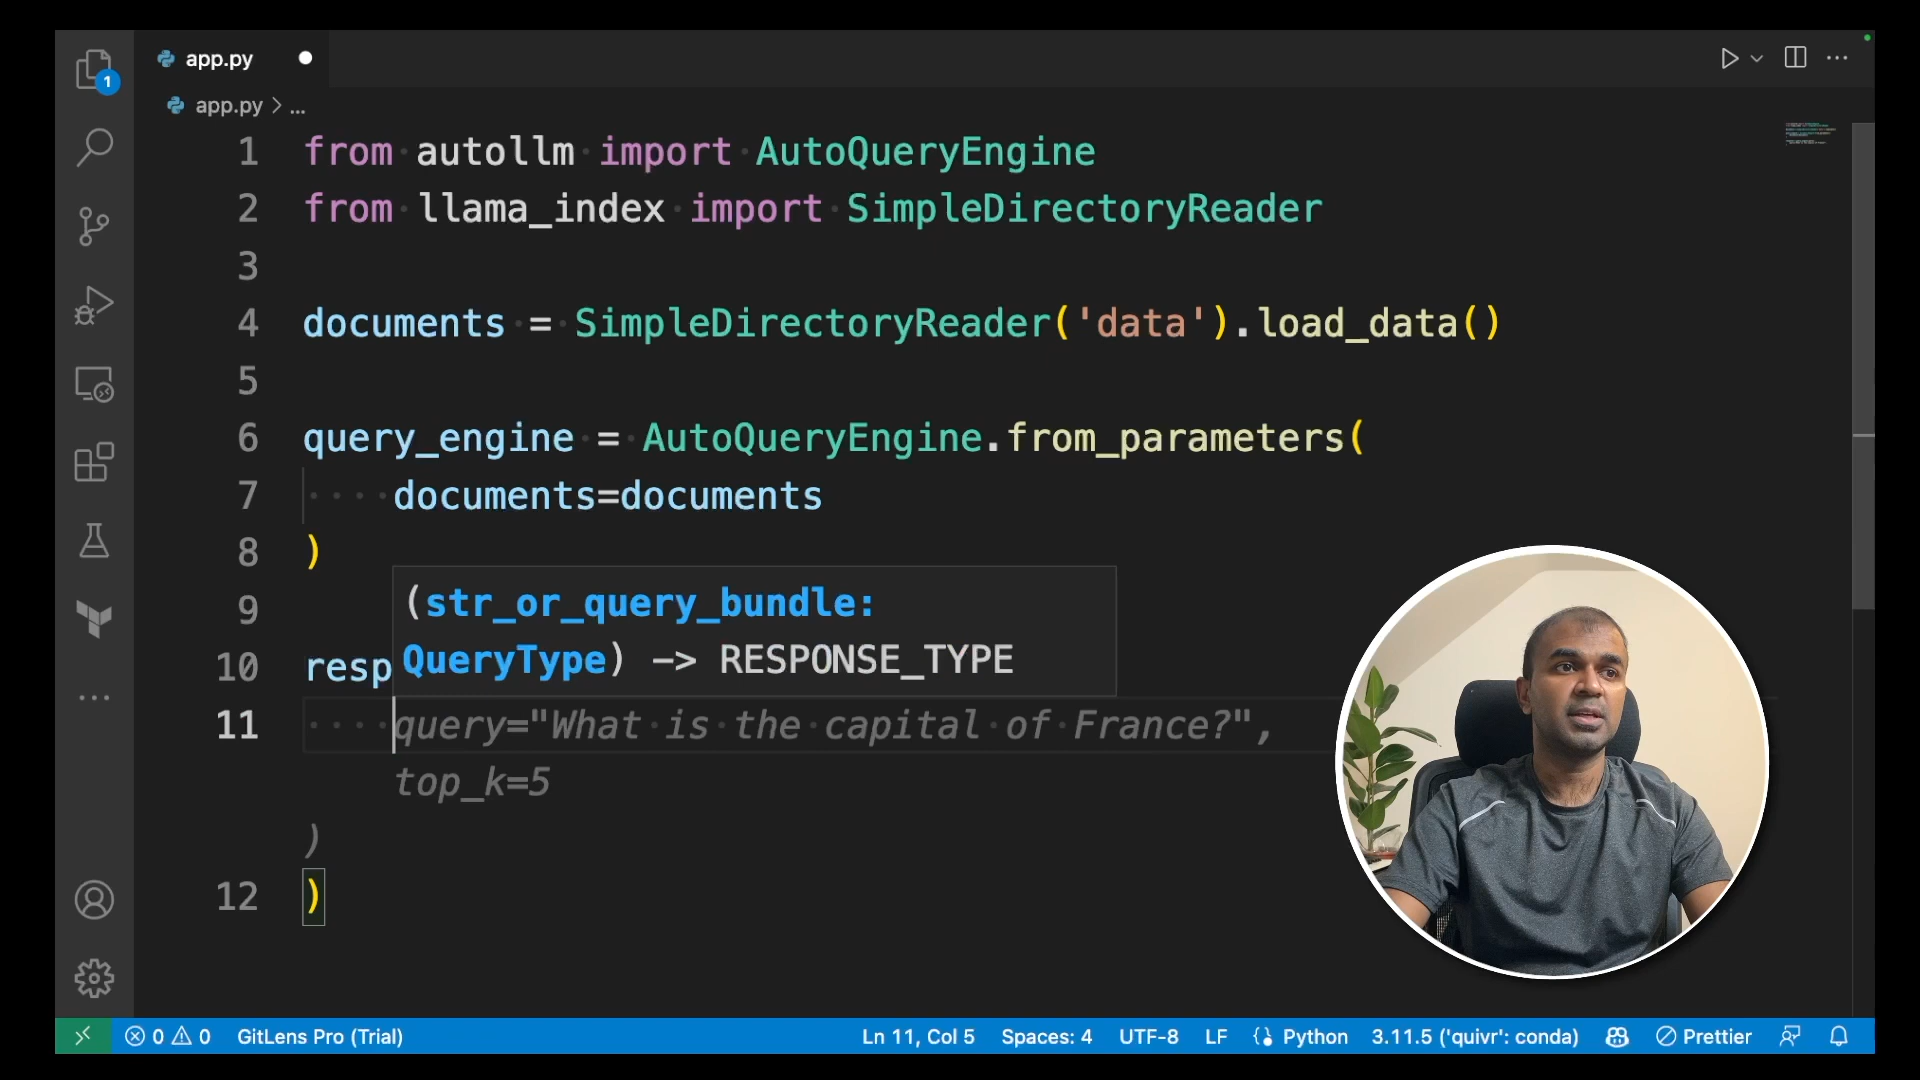 app.py
1
app.py > ...
1 from autollm import AutoQueryEngine
2 from llama_index import SimpleDirectoryReader
3
4 documents = SimpleDirectoryReader('data').load_data()
5
6 query_engine = AutoQueryEngine.from_parameters(
7 documents=documents
8 )
9 (str_or_query_bundle:
10 resp QueryType) -> RESPONSE_TYPE
11 query="What is the capital of France?",
top_k=5
)
12 )
0 0 GitLens Pro (Trial) Ln 11, Col 5 Spaces: 4 UTF-8 LF Python 3.11.5 ('quivr': conda) Prettier